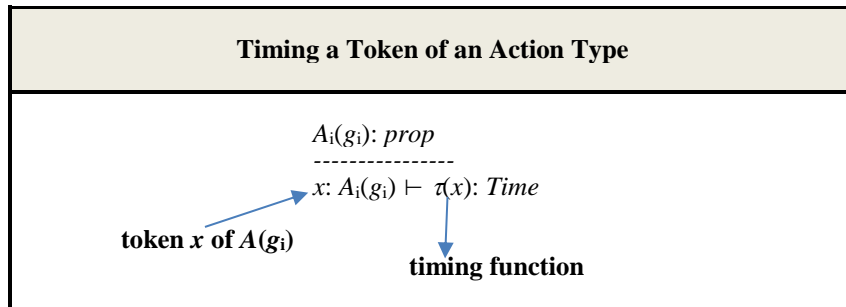 Timing a Token of an Action Type
Aᵢ(gᵢ): prop
----------------
x: Aᵢ(gᵢ) ⊢ τ(x): Time
token x of A(gᵢ)
timing function